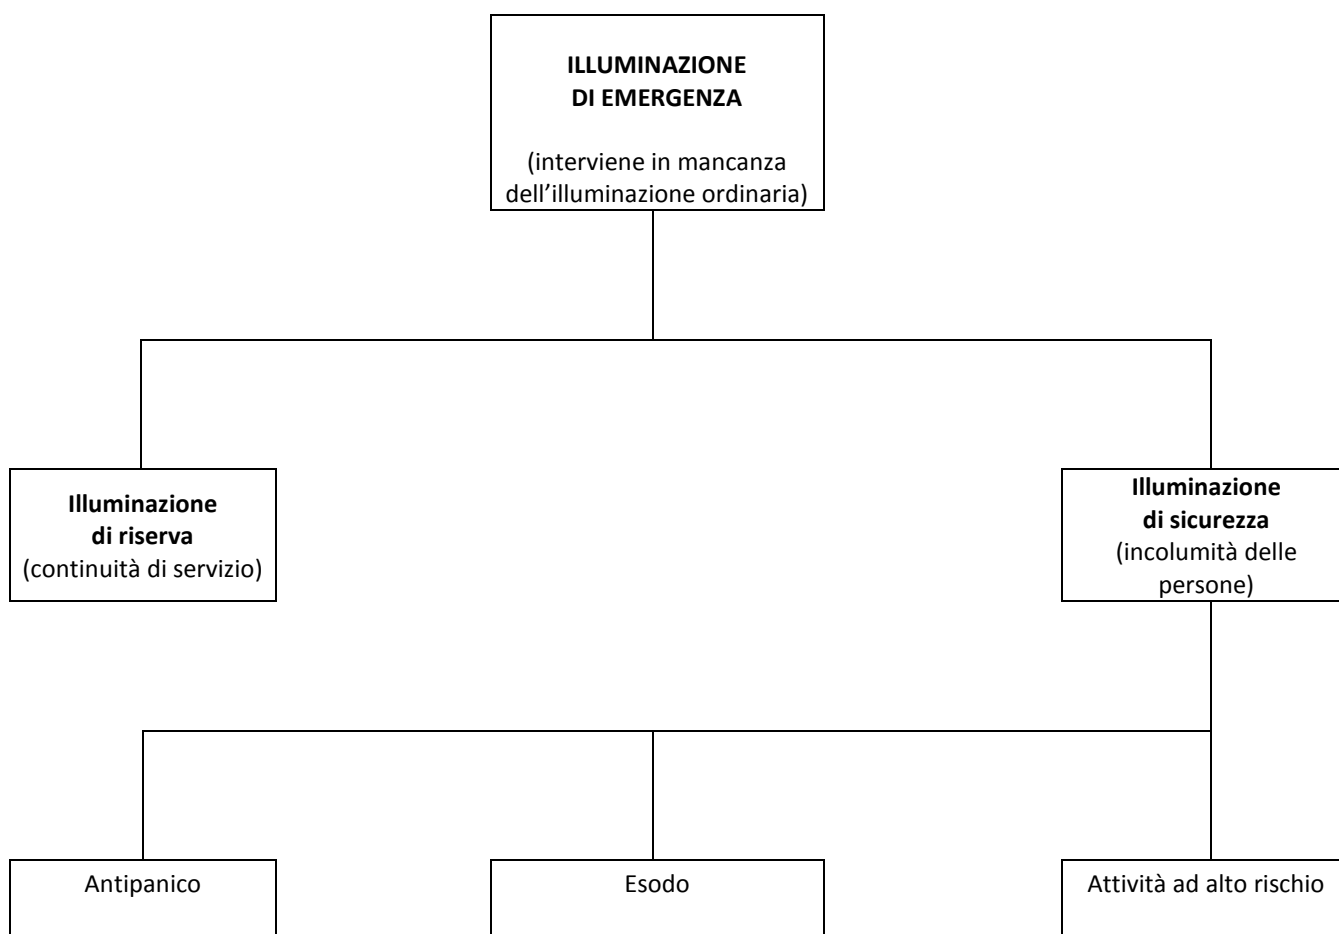 ILLUMINAZIONE
DI EMERGENZA
(interviene in mancanza
dell’illuminazione ordinaria)
Illuminazione
di riserva
(continuità di servizio)
Illuminazione
di sicurezza
(incolumità delle
persone)
Antipanico
Esodo
Attività ad alto rischio